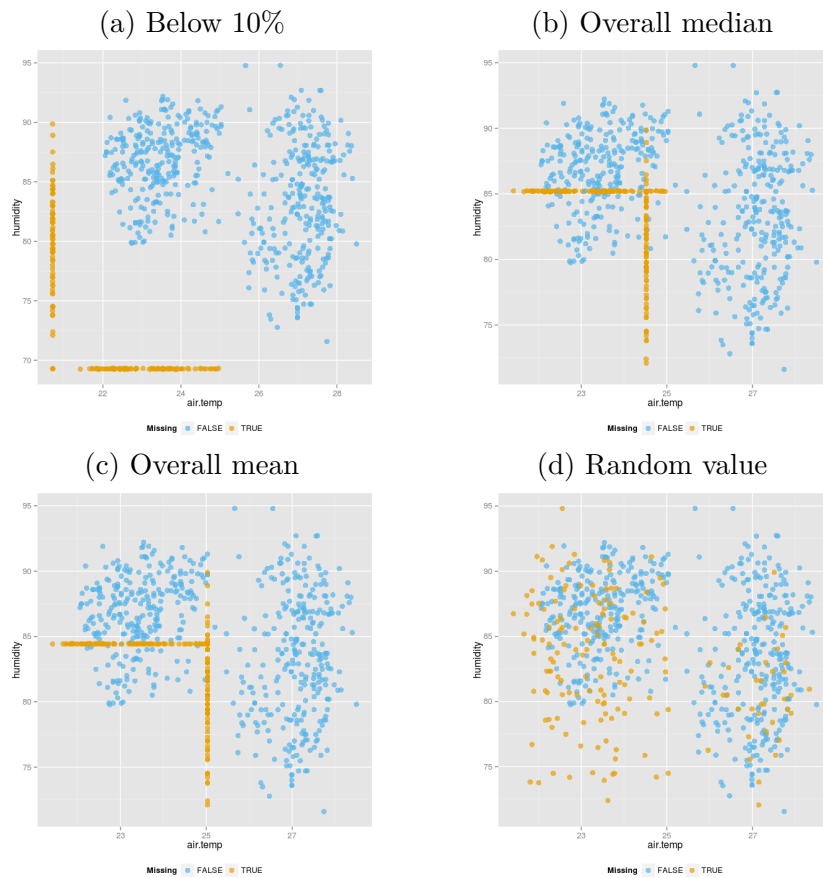 (a) Below 10%
(b) Overall median
95
90
85
80
75
70
humidity
22
24
26
28
air.temp
Missing FALSE TRUE
95
90
85
80
75
humidity
23
25
27
air.temp
Missing FALSE TRUE
(c) Overall mean
(d) Random value
95
90
85
80
75
humidity
23
25
27
air.temp
Missing FALSE TRUE
95
90
85
80
75
humidity
23
25
27
air.temp
Missing FALSE TRUE